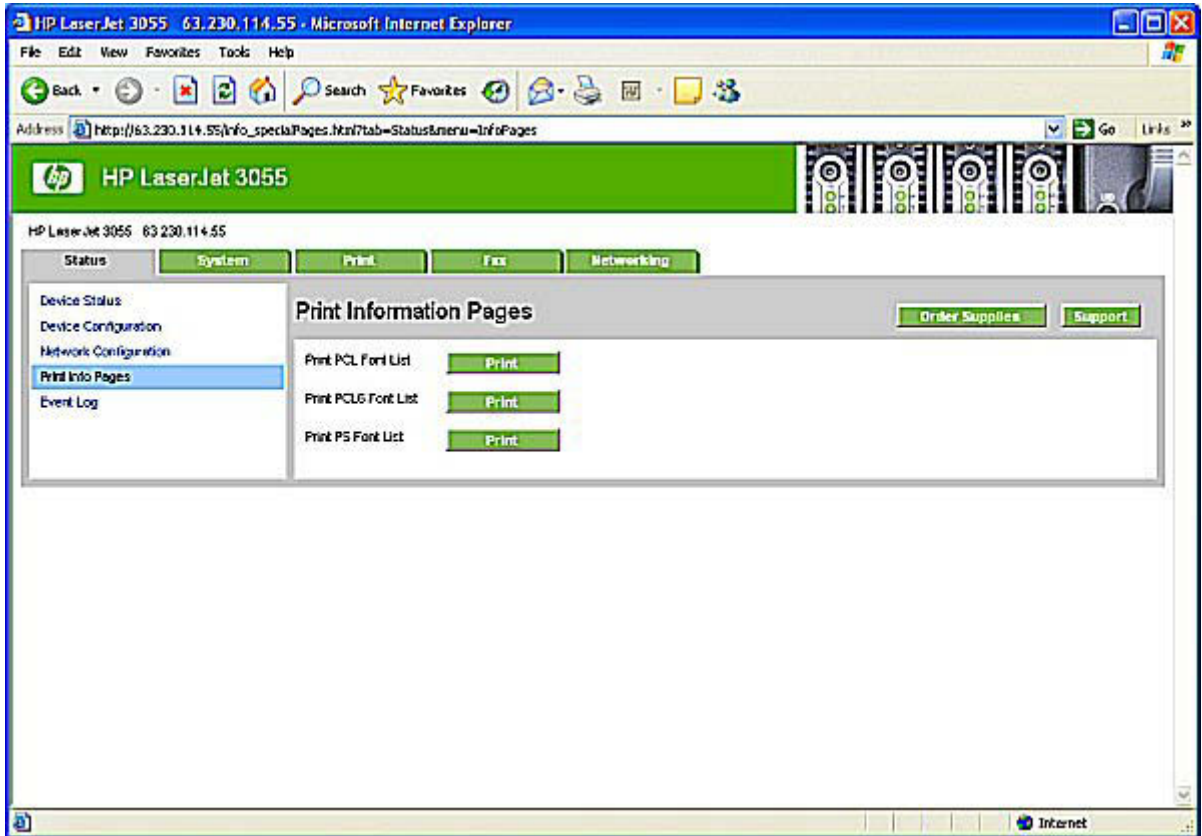 HP LaserJet 3055 63.230.114.55 - Microsoft Internet Explorer
File Edit View Favorites Tools Help
Back Search Favorites
Address http://63.230.114.55/info_specialPages.html?tab=Status&menu=InfoPages Go Links »
hp HP LaserJet 3055
HP LaserJet 3055 63.230.114.55
Status System Print Fax Networking
Device Status
Device Configuration
Network Configuration
Print Info Pages
Event Log
Print Information Pages
Order Supplies Support
Print PCL Font List Print
Print PCL6 Font List Print
Print PS Font List Print
Internet